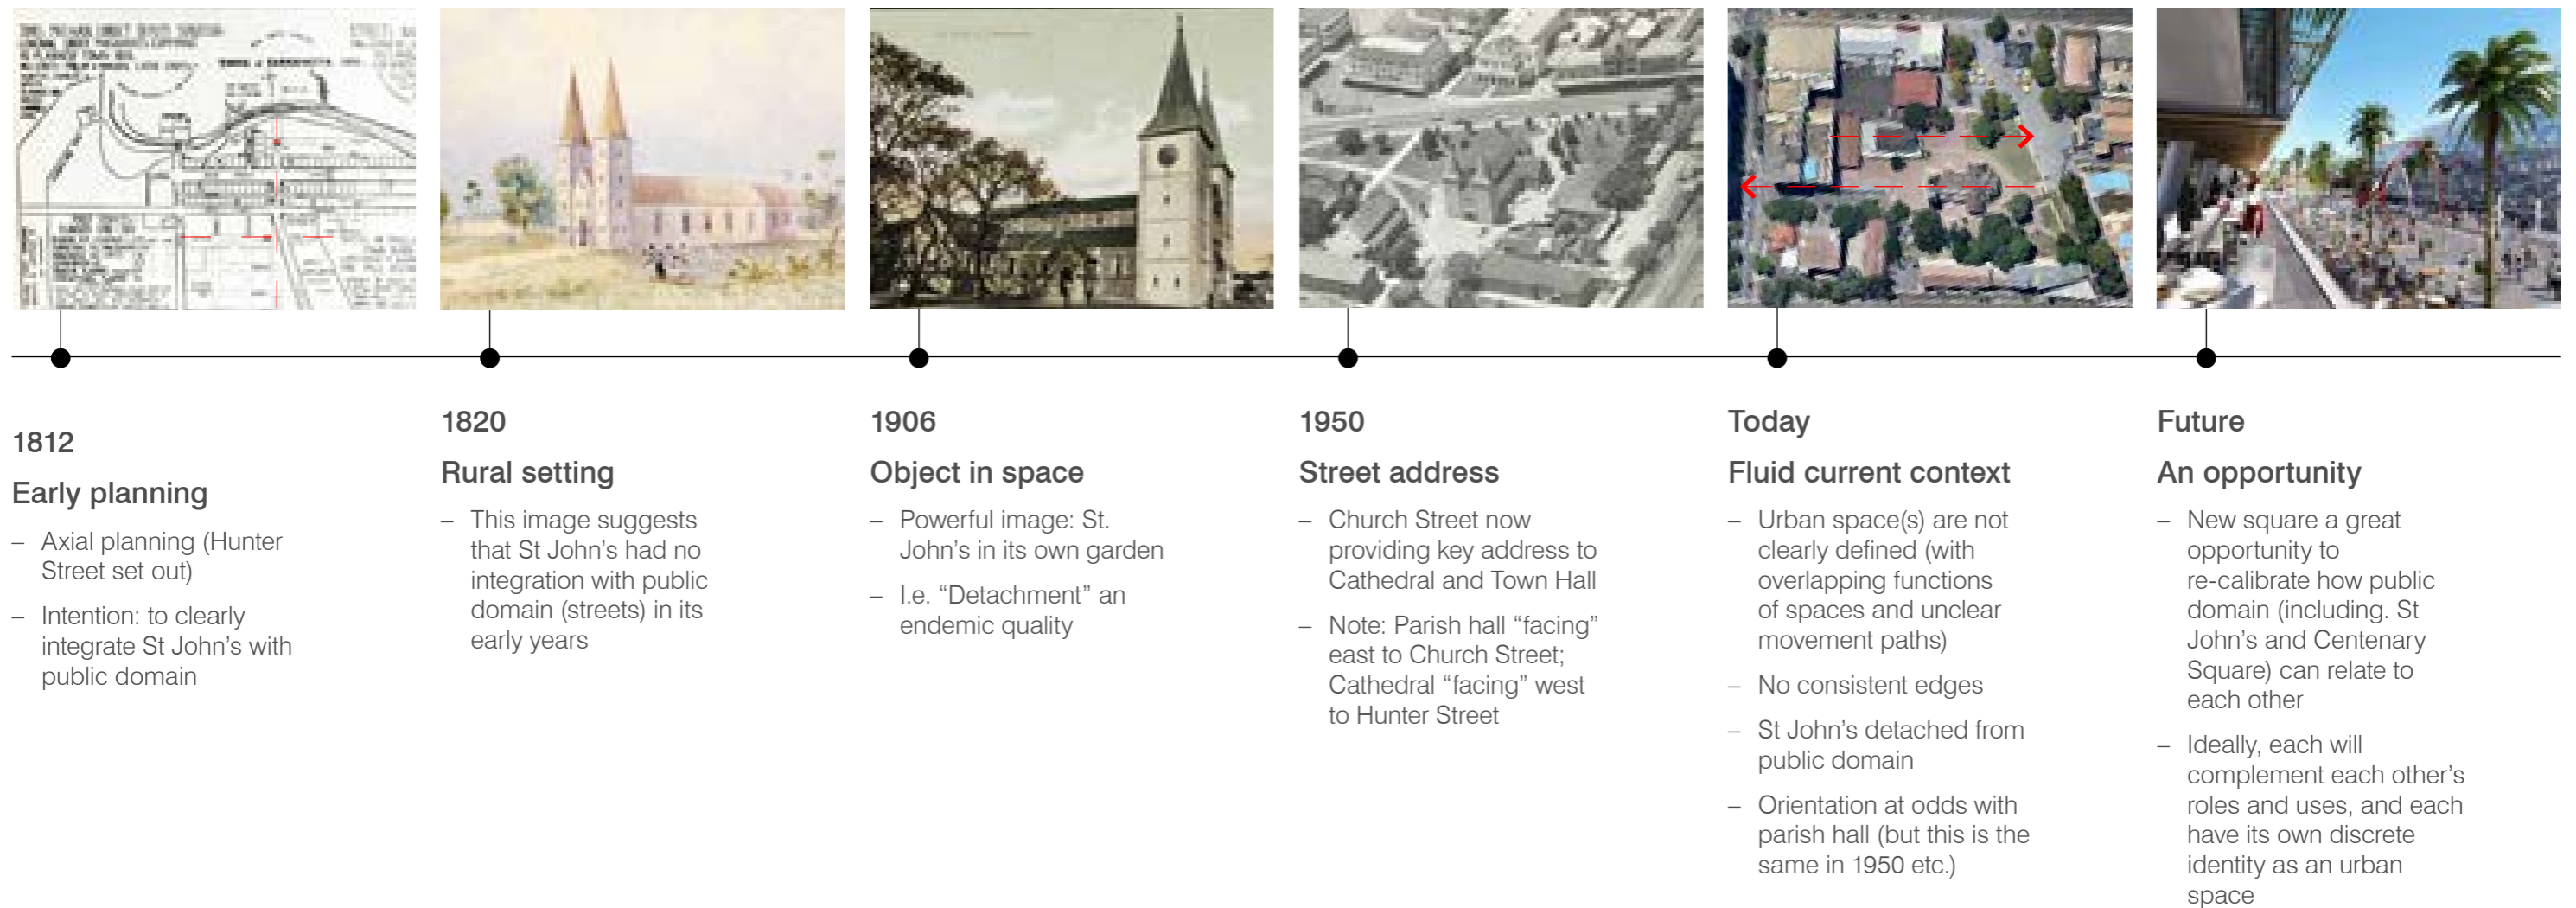 1812
Early planning
– Axial planning (Hunter
Street set out)
– Intention: to clearly
integrate St John’s with
public domain
1820
Rural setting
– This image suggests
that St John’s had no
integration with public
domain (streets) in its
early years
1906
Object in space
– Powerful image: St.
John’s in its own garden
– I.e. “Detachment” an
endemic quality
1950
Street address
– Church Street now
providing key address to
Cathedral and Town Hall
– Note: Parish hall “facing”
east to Church Street;
Cathedral “facing” west
to Hunter Street
Today
Fluid current context
– Urban space(s) are not
clearly defined (with
overlapping functions
of spaces and unclear
movement paths)
– No consistent edges
– St John’s detached from
public domain
– Orientation at odds with
parish hall (but this is the
same in 1950 etc.)
Future
An opportunity
– New square a great
opportunity to
re-calibrate how public
domain (including. St
John’s and Centenary
Square) can relate to
each other
– Ideally, each will
complement each other’s
roles and uses, and each
have its own discrete
identity as an urban
space